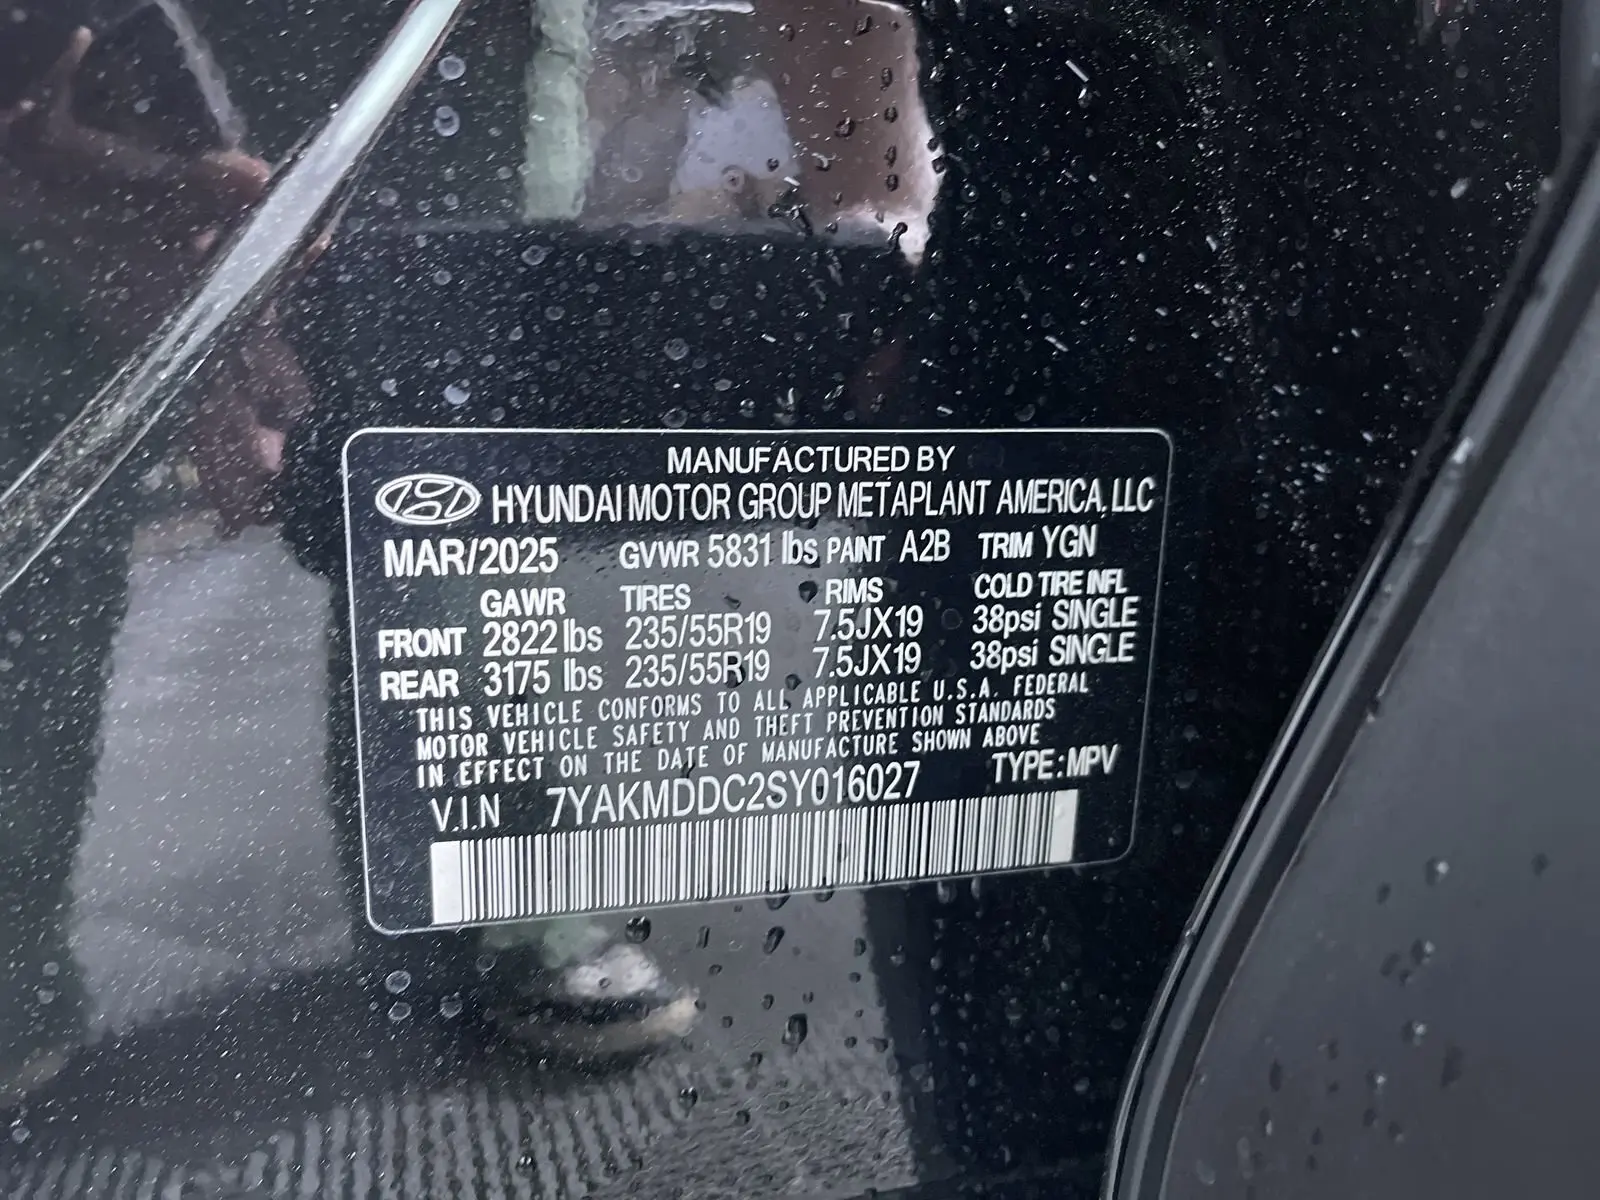 MANUFACTURED BY
HYUNDAI MOTOR GROUP METAPLANT AMERICA, LLC
MAR/2025 GVWR 5831 lbs PAINT A2B TRIM YGN
GAWR TIRES RIMS COLD TIRE INFL
FRONT 2822 lbs 235/55R19 7.5JX19 38psi SINGLE
REAR 3175 lbs 235/55R19 7.5JX19 38psi SINGLE
THIS VEHICLE CONFORMS TO ALL APPLICABLE U.S.A. FEDERAL
MOTOR VEHICLE SAFETY AND THEFT PREVENTION STANDARDS
IN EFFECT ON THE DATE OF MANUFACTURE SHOWN ABOVE
V.I.N 7YAKMDDC2SY016027 TYPE:MPV